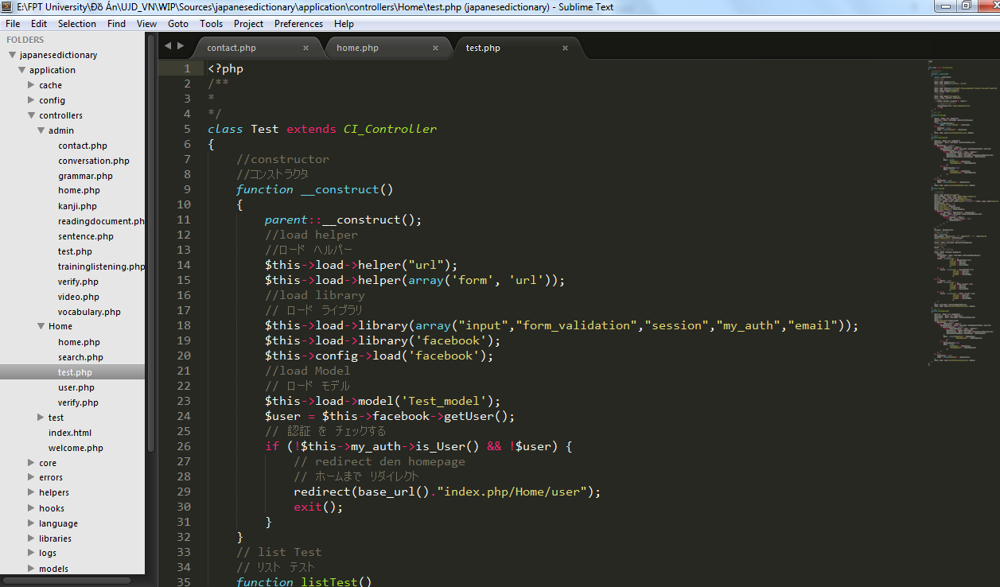 E:\FPT University\Đồ Án\UJD_VN\WIP\Sources\japanesedictionary\application\controllers\Home\test.php (japanesedictionary) - Sublime Text
File Edit Selection Find View Goto Tools Project Preferences Help
FOLDERS
japanesedictionary
application
cache
config
controllers
admin
contact.php
conversation.php
grammar.php
home.php
kanji.php
readingdocument.ph
sentence.php
test.php
traininglistening.php
verify.php
video.php
vocabulary.php
Home
home.php
search.php
test.php
user.php
verify.php
test
index.html
welcome.php
core
errors
helpers
hooks
language
libraries
logs
models
contact.php × home.php × test.php ×
1 <?php
2 /**
3 *
4 */
5 class Test extends CI_Controller
6 {
7 //constructor
8 //コンストラクタ
9 function __construct()
10 {
11 parent::__construct();
12 //load helper
13 //ロード ヘルパー
14 $this->load->helper("url");
15 $this->load->helper(array('form', 'url'));
16 //load library
17 // ロード ライブラリ
18 $this->load->library(array("input","form_validation","session","my_auth","email"));
19 $this->load->library('facebook');
20 $this->config->load('facebook');
21 //load Model
22 // ロード モデル
23 $this->load->model('Test_model');
24 $user = $this->facebook->getUser();
25 // 認証 を チェックする
26 if (!$this->my_auth->is_User() && !$user) {
27 // redirect den homepage
28 // ホームまで リダイレクト
29 redirect(base_url()."index.php/Home/user");
30 exit();
31 }
32 }
33 // list Test
34 // リスト テスト
35 function listTest()